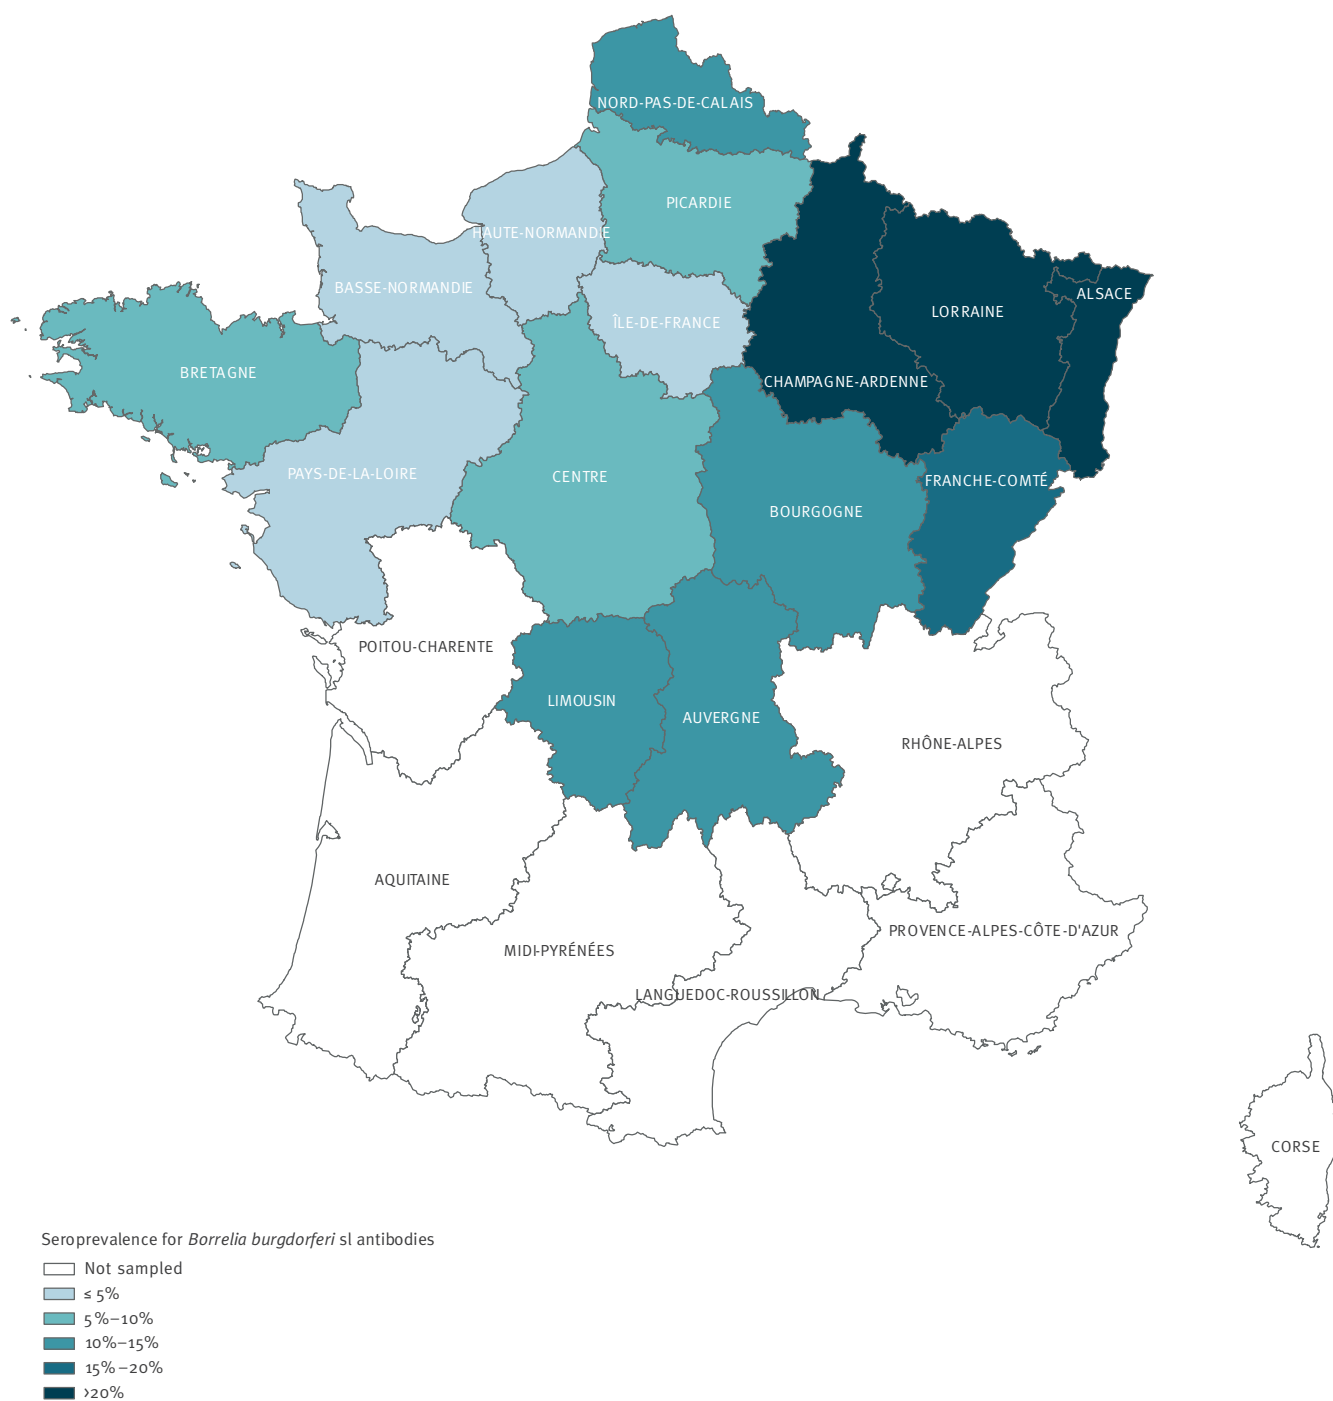 NORD-PAS-DE-CALAIS
PICARDIE
HAUTE-NORMANDIE
BASSE-NORMANDIE
ALSACE
LORRAINE
ÎLE-DE-FRANCE
BRETAGNE
CHAMPAGNE-ARDENNE
PAYS-DE-LA-LOIRE
CENTRE
FRANCHE-COMTÉ
BOURGOGNE
POITOU-CHARENTE
LIMOUSIN
AUVERGNE
RHÔNE-ALPES
AQUITAINE
PROVENCE-ALPES-CÔTE-D'AZUR
MIDI-PYRÉNÉES
LANGUEDOC-ROUSSILLON
CORSE
Seroprevalence for Borrelia burgdorferi sl antibodies
Not sampled
≤ 5%
5%–10%
10%–15%
15%–20%
>20%